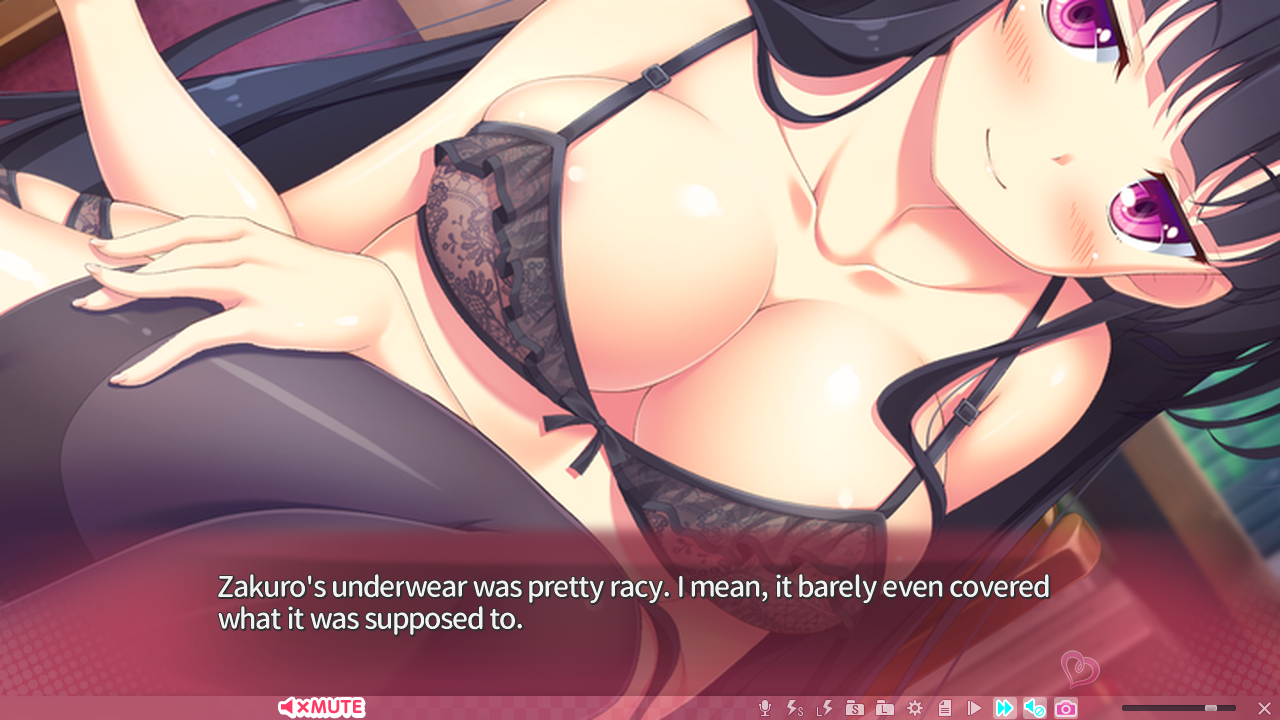 Zakuro's underwear was pretty racy. I mean, it barely even covered
what it was supposed to.
×MUTE
S L S L